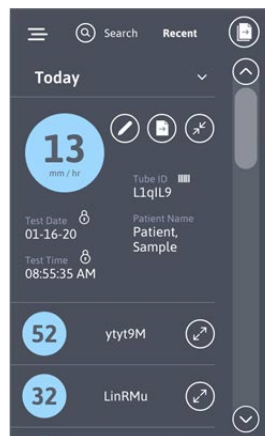 Search Recent
Today
13
mm / hr
Tube ID
L1qIL9
Test Date
01-16-20
Patient Name
Patient,
Sample
Test Time
08:55:35 AM
52 ytyt9M
32 LinRMu